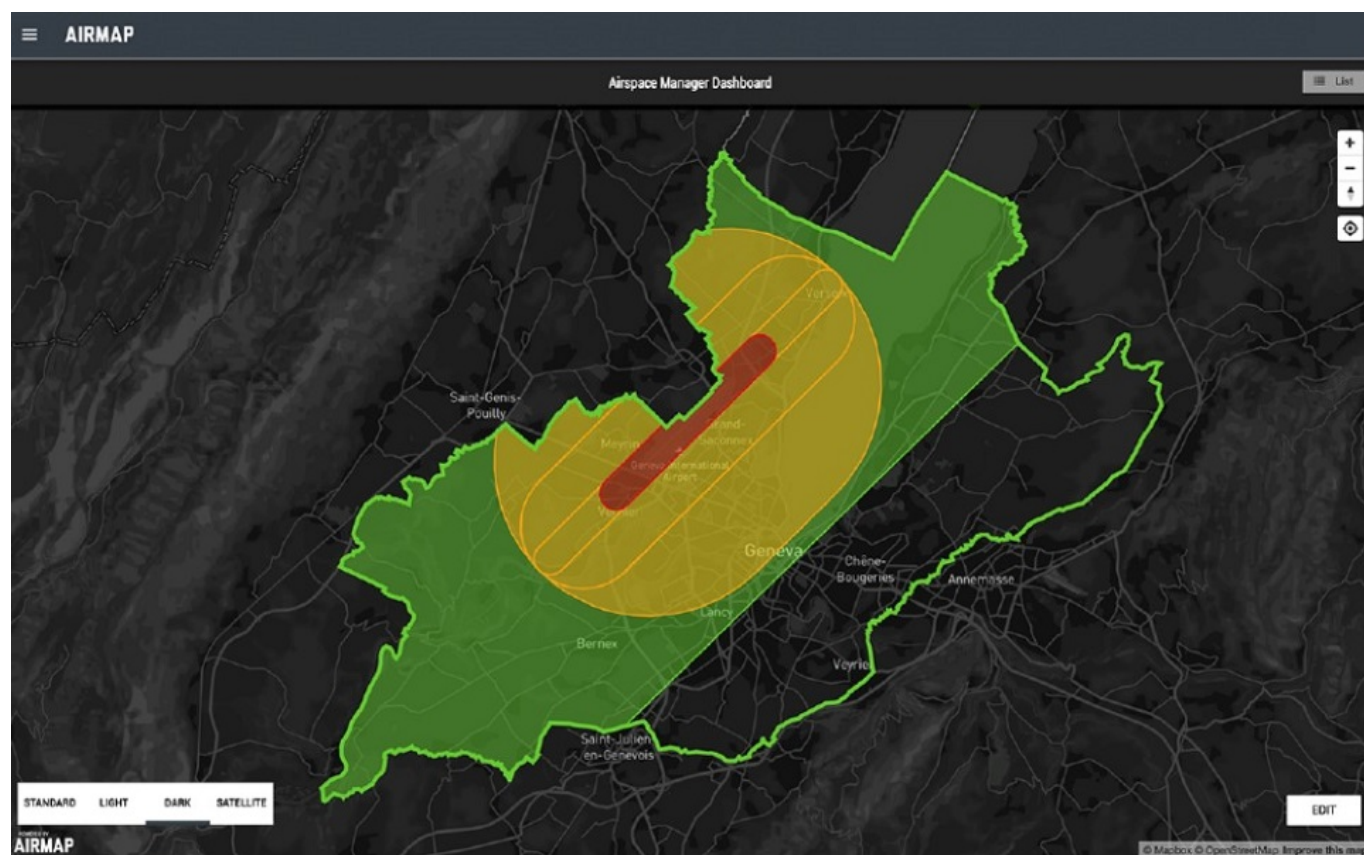 AIRMAP
Airspace Manager Dashboard
List
+
−
Versoix
Saint-Genis-
Pouilly
Meyrin
Grand-
Saconnex
Geneva International
Airport
Vernier
Geneva
Chêne-
Bougeries
Annemasse
Lancy
Bernex
Veyrier
Saint-Julien-
en-Genevois
STANDARD LIGHT DARK SATELLITE
EDIT
POWERED BY
AIRMAP
© Mapbox © OpenStreetMap Improve this map